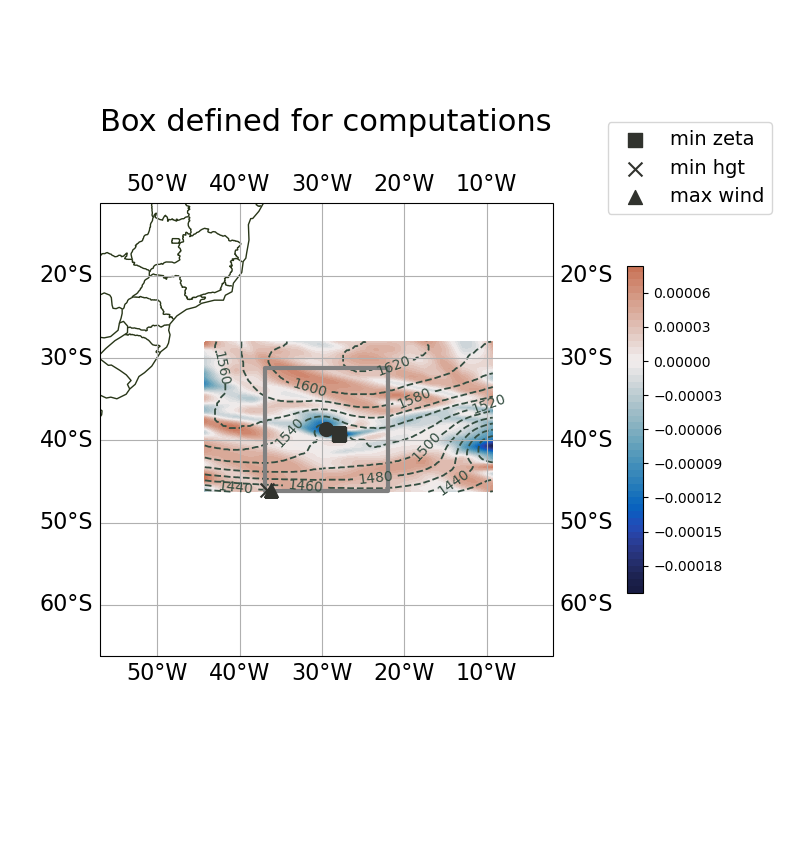 Box defined for computations
min zeta
min hgt
max wind
50°W 40°W 30°W 20°W 10°W
20°S 20°S
30°S 30°S
40°S 40°S
50°S 50°S
60°S 60°S
50°W 40°W 30°W 20°W 10°W
1560
1620
1600
1580
1520
1540
1500
1480
1460
1440
1440
0.00006
0.00003
0.00000
−0.00003
−0.00006
−0.00009
−0.00012
−0.00015
−0.00018